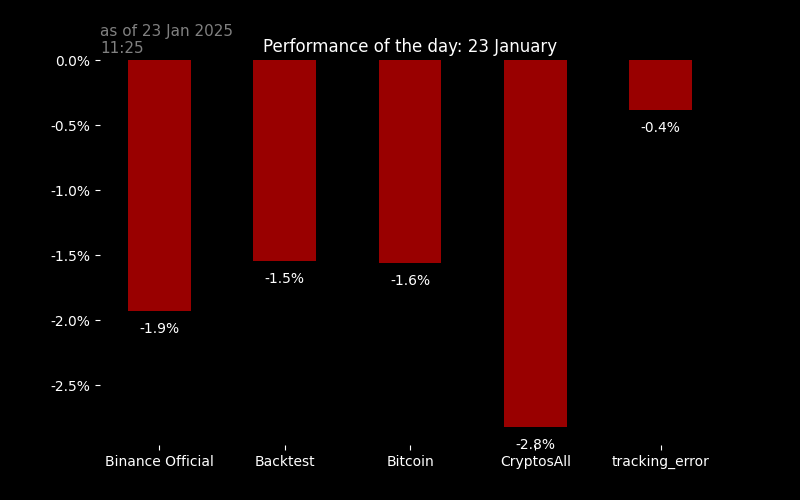 as of 23 Jan 2025
11:25
Performance of the day: 23 January
0.0%
-0.5%
-1.0%
-1.5%
-2.0%
-2.5%
-1.9%
-1.5%
-1.6%
-2.8%
-0.4%
Binance Official
Backtest
Bitcoin
CryptosAll
tracking_error